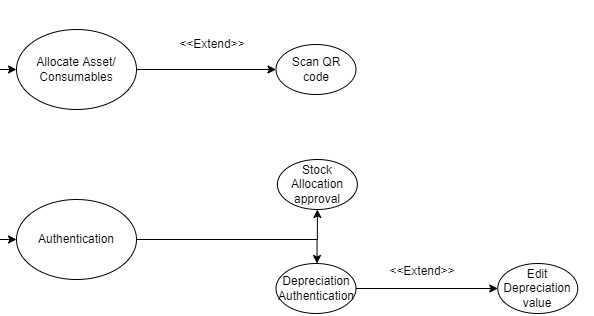 <<Extend>>
Allocate Asset/
Consumables
Scan QR
code
Stock
Allocation
approval
Authentication
Depreciation
Authentication
<<Extend>>
Edit
Depreciation
value